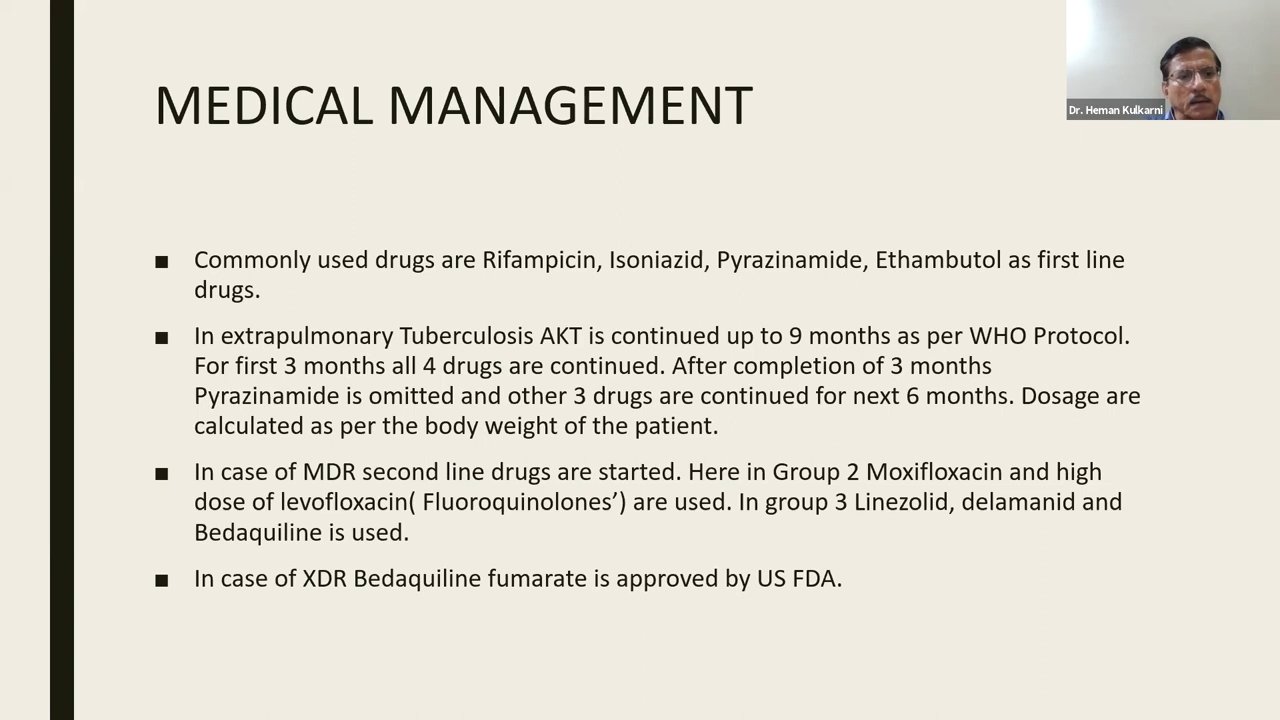 MEDICAL MANAGEMENT
Dr. Heman Kulkarni
■ Commonly used drugs are Rifampicin, Isoniazid, Pyrazinamide, Ethambutol as first line
drugs.
■ In extrapulmonary Tuberculosis AKT is continued up to 9 months as per WHO Protocol.
For first 3 months all 4 drugs are continued. After completion of 3 months
Pyrazinamide is omitted and other 3 drugs are continued for next 6 months. Dosage are
calculated as per the body weight of the patient.
■ In case of MDR second line drugs are started. Here in Group 2 Moxifloxacin and high
dose of levofloxacin( Fluoroquinolones’) are used. In group 3 Linezolid, delamanid and
Bedaquiline is used.
■ In case of XDR Bedaquiline fumarate is approved by US FDA.